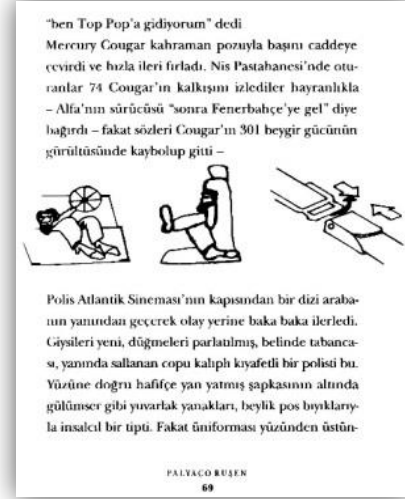 "ben Top Pop'a gidiyorum" dedi
Mercury Cougar kahraman pozuyla başını caddeye
çevirdi ve hızla ileri fırladı. Nis Pastahanesi'nde otu-
ranlar 74 Cougar'ın kalkışını izlediler hayranlıkla
– Alfa'nın sürücüsü "sonra Fenerbahçe'ye gel" diye
bağırdı – fakat sözleri Cougar'ın 301 beygir gücünün
gürültüsünde kaybolup gitti –
Polis Atlantik Sineması'nın kapısından bir dizi araba-
nın yanından geçerek olay yerine baka baka ilerledi.
Giysileri yeni, düğmeleri parlatılmış, belinde tabanca-
sı, yanında sallanan copu kalıplı kıyafetli bir polisti bu.
Yüzüne doğru hafifçe yan yatmış şapkasının altında
gülümser gibi yuvarlak yanakları, beylik pos bıyıklarıy-
la insalcıl bir tipti. Fakat üniforması yüzünden üstün-
PALYAÇO RUŞEN
69